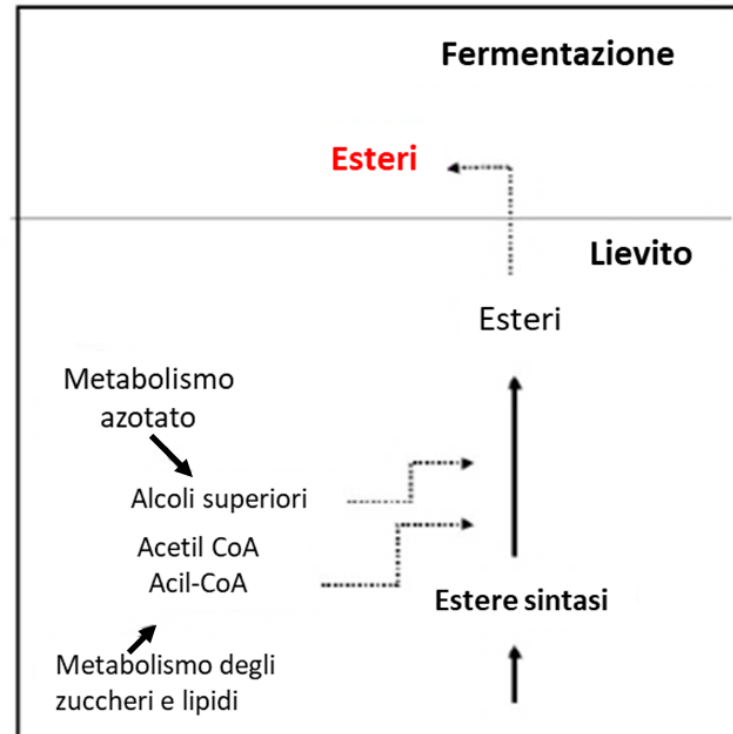 Fermentazione
Esteri
Lievito
Esteri
Metabolismo
azotato
Alcoli superiori
Acetil CoA
Acil-CoA
Estere sintasi
Metabolismo degli
zuccheri e lipidi